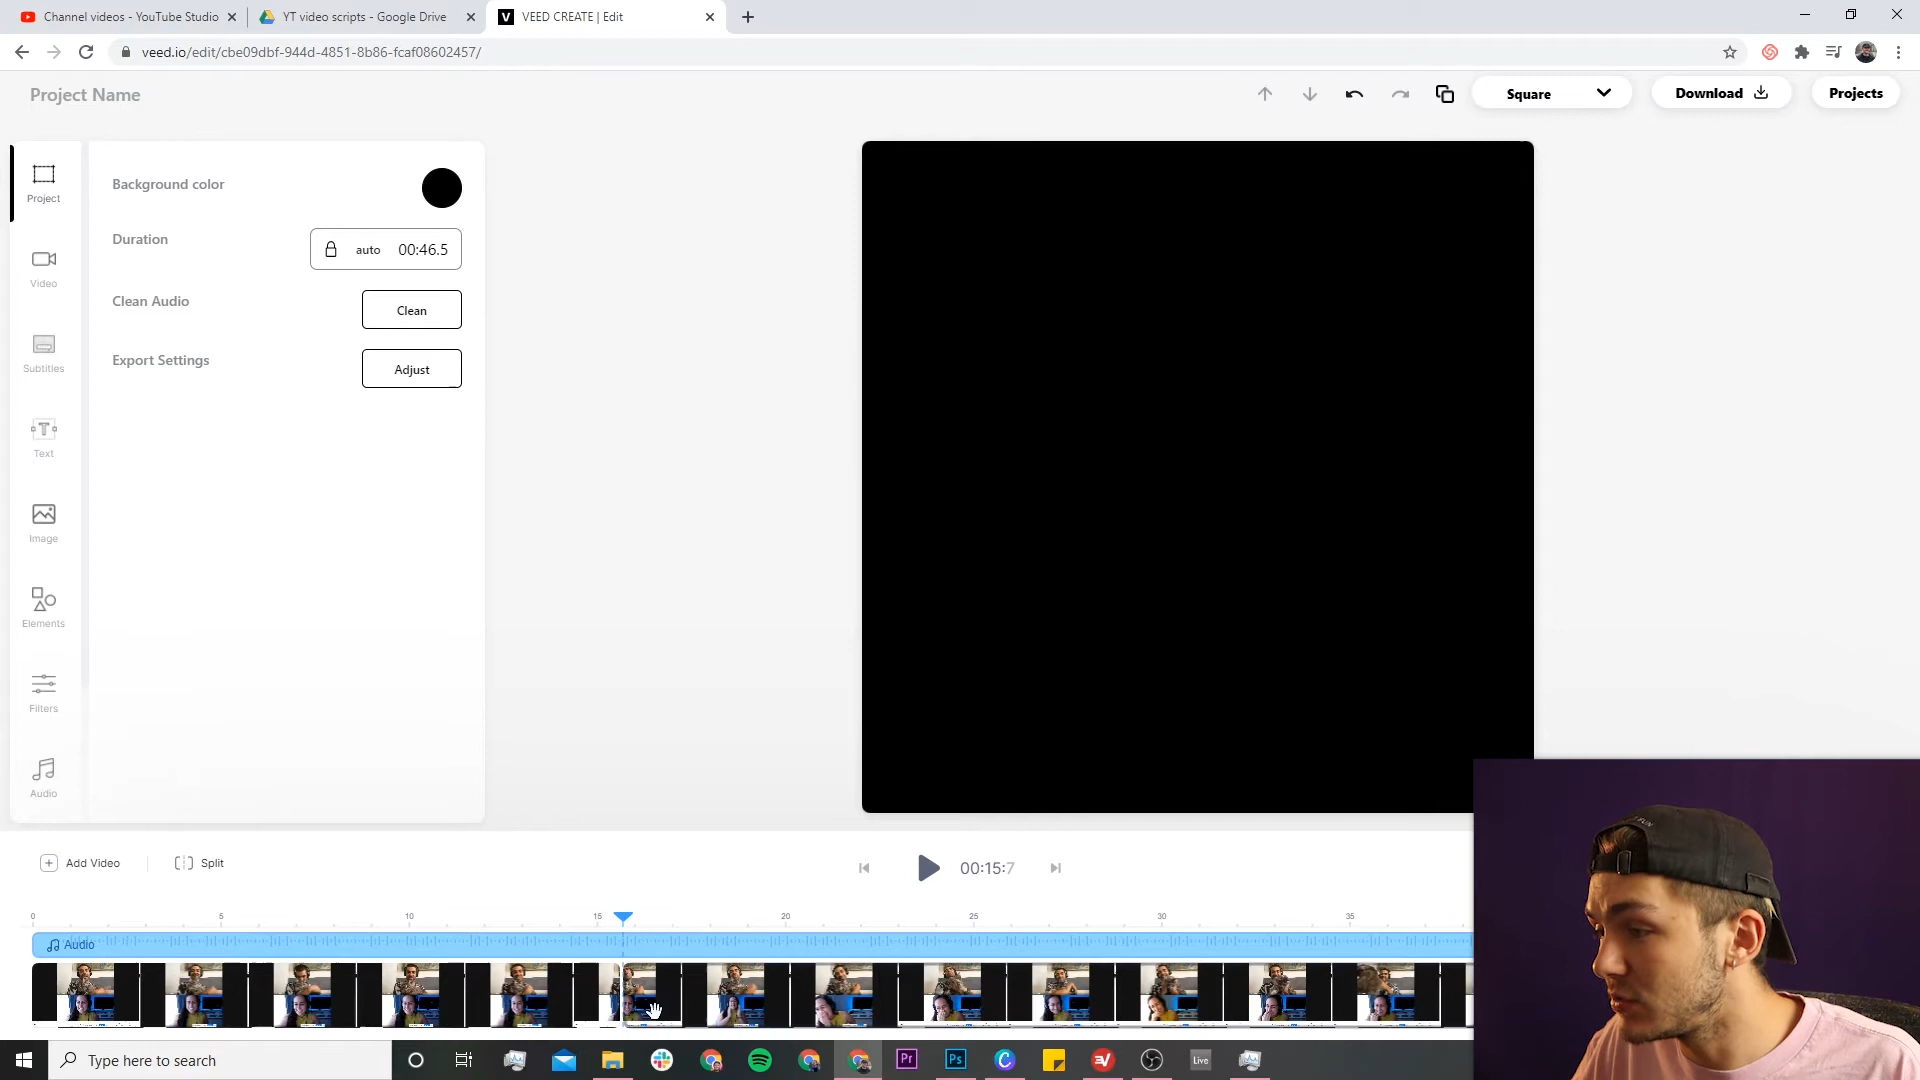 Channel videos - YouTube Studio
YT video scripts - Google Drive
VEED CREATE | Edit
veed.io/edit/cbe09dbf-944d-4851-8b86-fcaf08602457/
Project Name
Square
Download
Projects
Project
Video
Subtitles
Text
Image
Elements
Filters
Audio
Background color
Duration
auto 00:46.5
Clean Audio
Clean
Export Settings
Adjust
Add Video
Split
00:15:7
0 5 10 15 20 25 30 35
Audio
Type here to search
Pr
Ps
Live